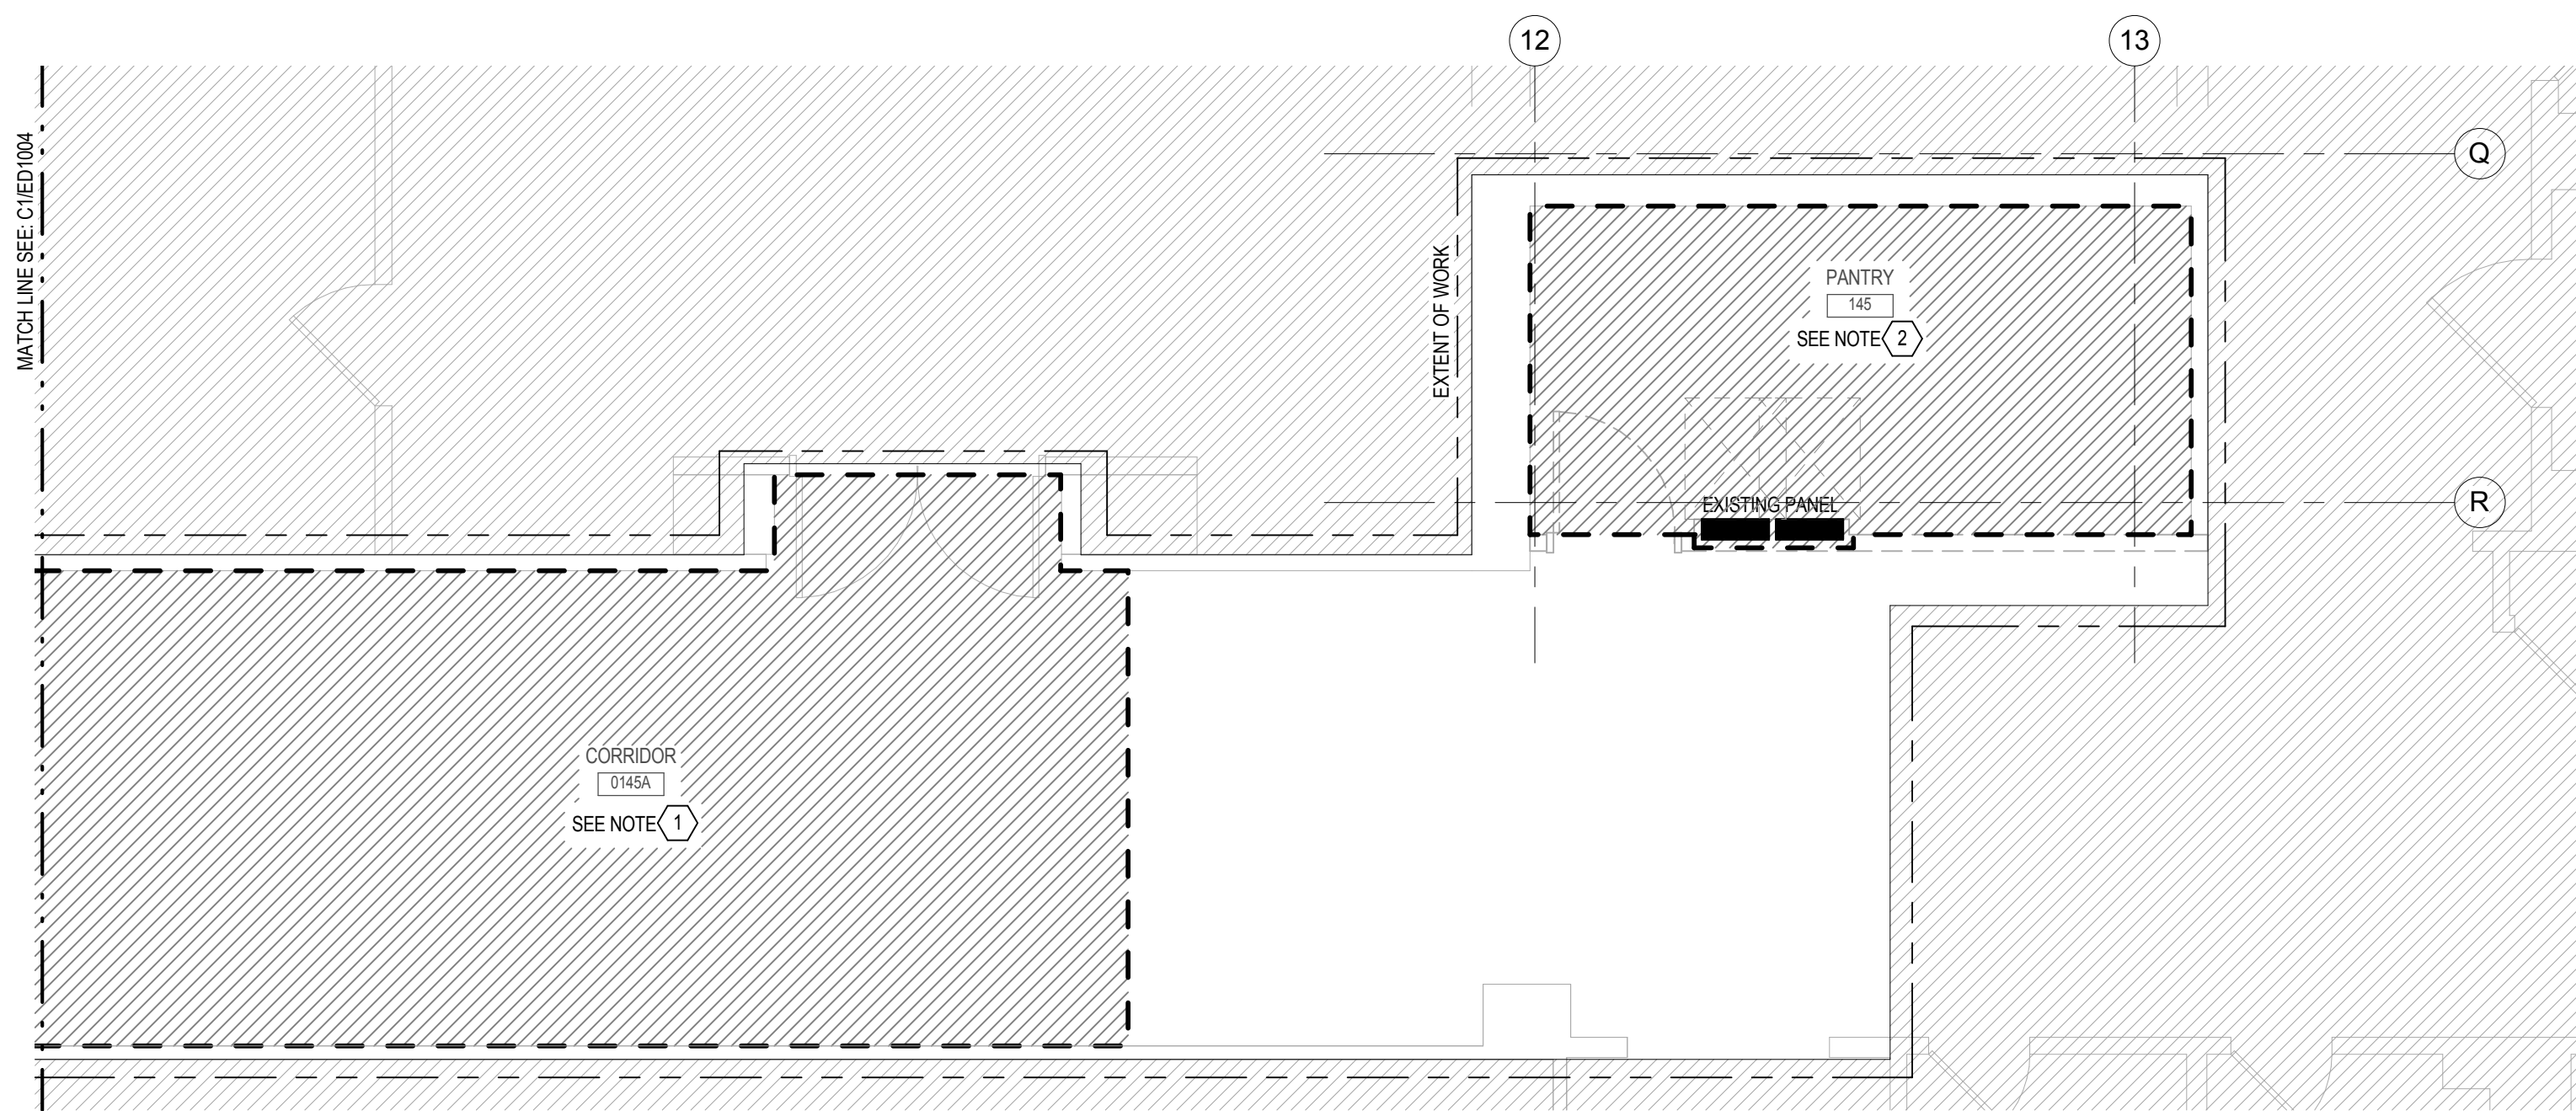 12
13
MATCH LINE SEE: C1/ED1004
Q
EXTENT OF WORK
PANTRY
145
SEE NOTE 2
EXISTING PANEL
R
CORRIDOR
0145A
SEE NOTE 1